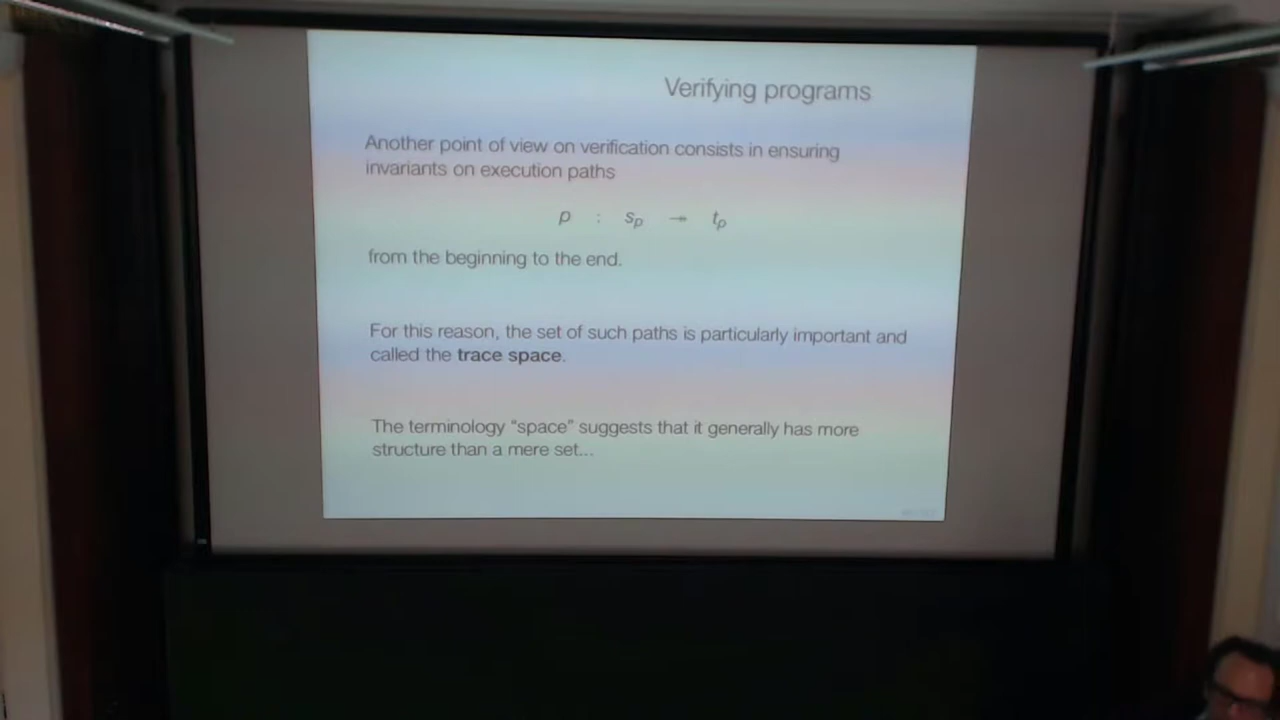 Verifying programs
Another point of view on verification consists in ensuring
invariants on execution paths
p : sₚ ↠ tₚ
from the beginning to the end.
For this reason, the set of such paths is particularly important and
called the trace space.
The terminology “space” suggests that it generally has more
structure than a mere set...